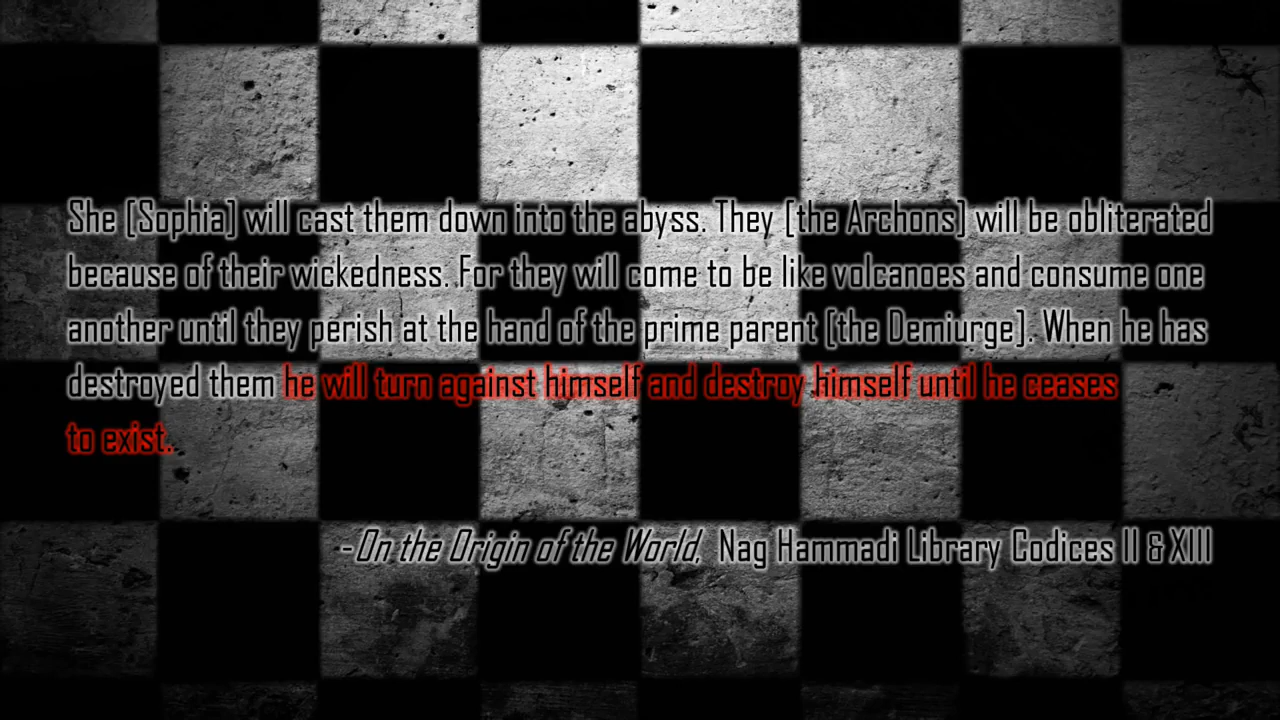 She [Sophia] will cast them down into the abyss. They [the Archons] will be obliterated
because of their wickedness. For they will come to be like volcanoes and consume one
another until they perish at the hand of the prime parent [the Demiurge]. When he has
destroyed them he will turn against himself and destroy himself until he ceases
to exist.
-On the Origin of the World, Nag Hammadi Library Codices II & XIII